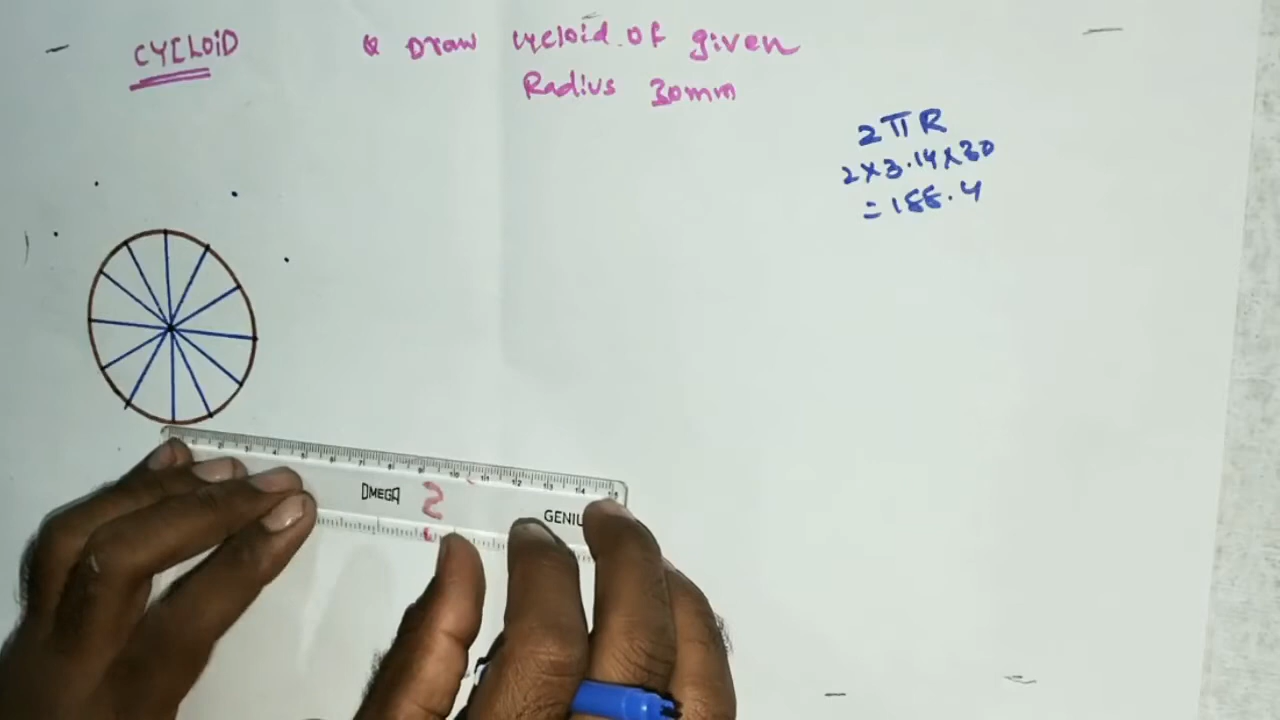 CYCLOiD
Q Draw cycloid of given
Radius 30mm
2πR
2×3.14×30
=188.4
OMEGA
GENIU